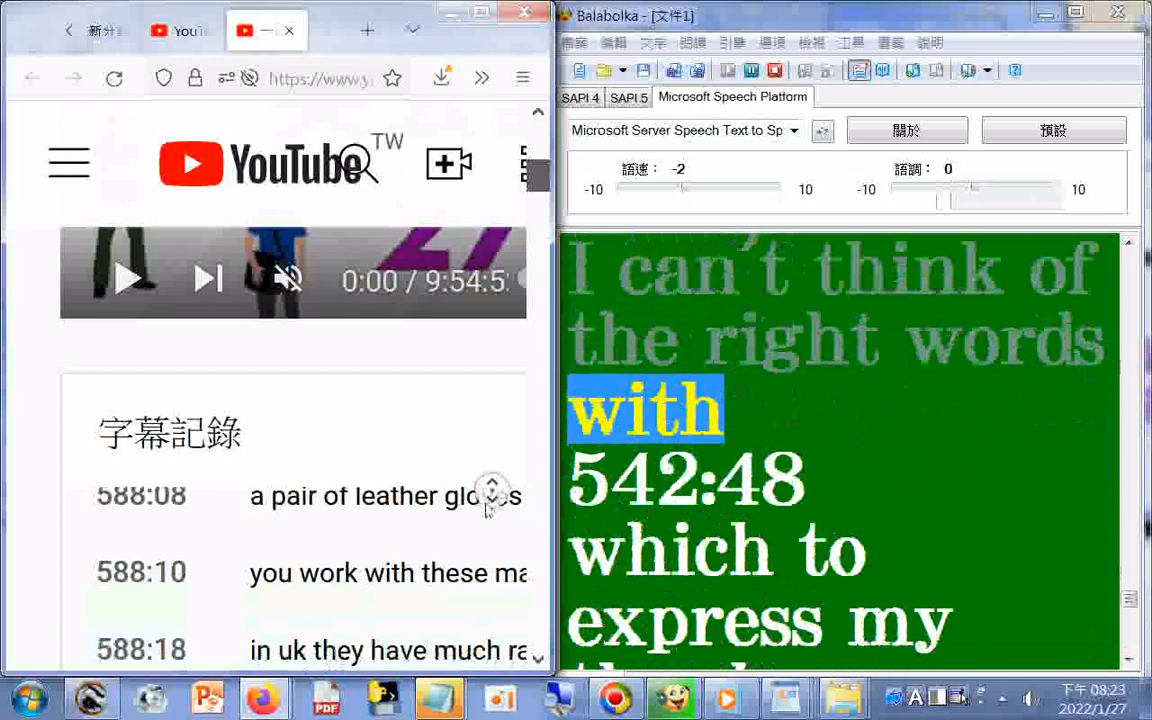 新分
YouTu
一
https://www.y
YouTube
TW
27
0:00 / 9:54:5
字幕記錄
588:08 a pair of leather gloves
588:10 you work with these ma
588:18 in uk they have much ra
Balabolka - [文件1]
檔案 編輯 文字 朗讀 引擎 選項 檢視 工具 書籤 說明
SAPI 4 SAPI 5 Microsoft Speech Platform
Microsoft Server Speech Text to Sp
關於
預設
語速： -2
語調： 0
-10 10 -10 10
I can't think of
the right words
with
542:48
which to
express my
PDF
A
下午 08:23
2022/1/27